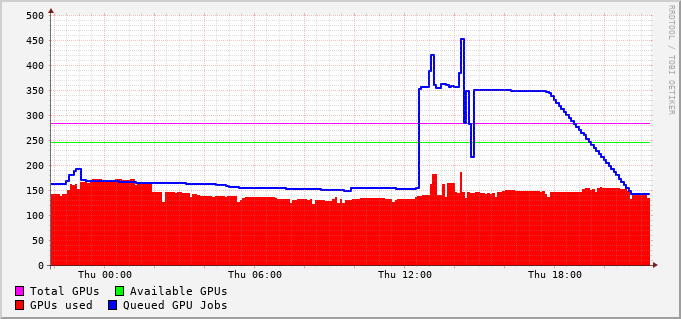 500
450
400
350
300
250
200
150
100
50
0
Thu 00:00 Thu 06:00 Thu 12:00 Thu 18:00
Total GPUs Available GPUs
GPUs used Queued GPU Jobs
RRDTOOL / TOBI OETIKER